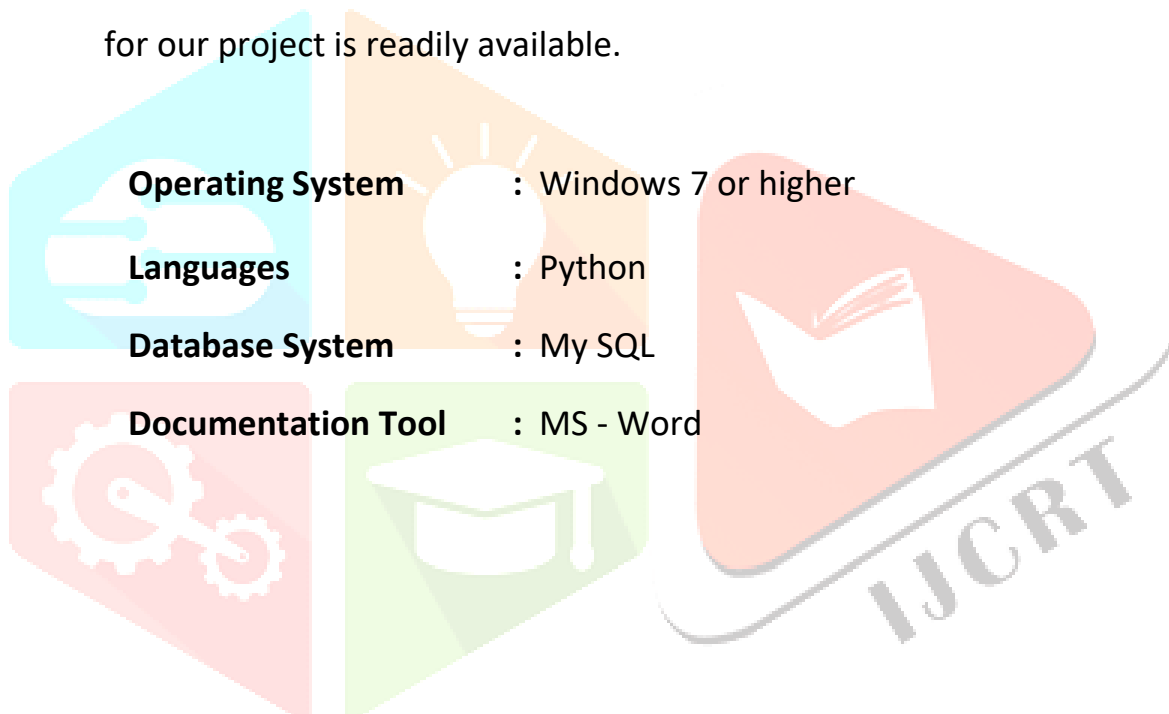 for our project is readily available.
Operating System : Windows 7 or higher
Languages : Python
Database System : My SQL
Documentation Tool : MS - Word
IJCRT